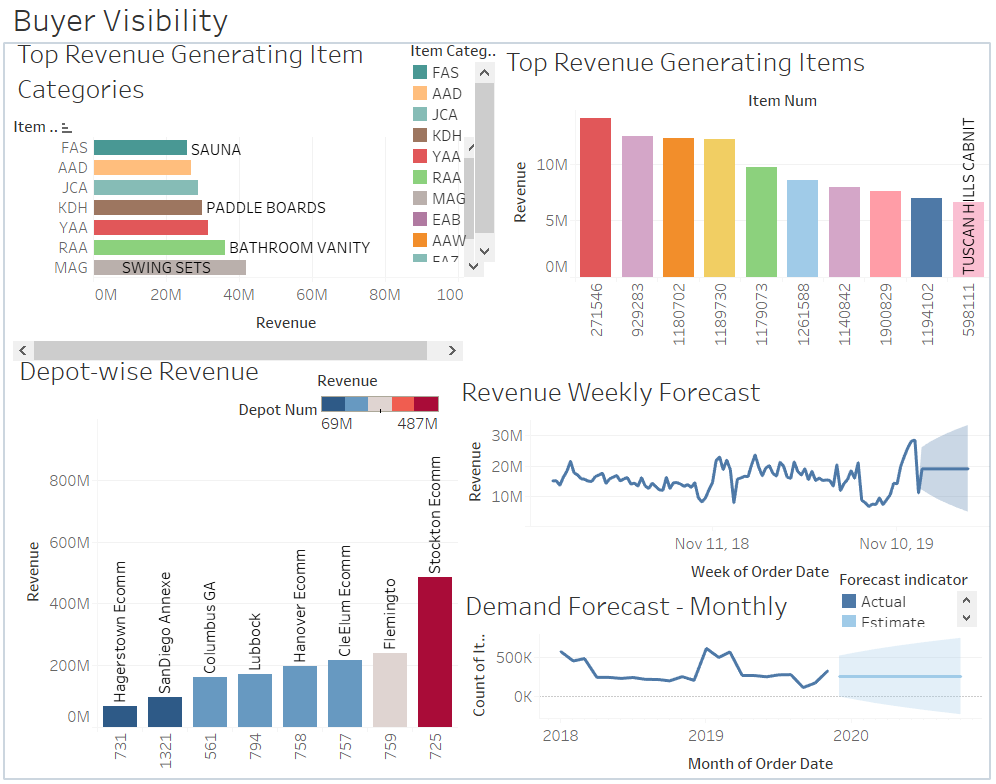 Buyer Visibility
Top Revenue Generating Item
Categories
Item ..
FAS
AAD
JCA
KDH
YAA
RAA
MAG
SAUNA
PADDLE BOARDS
BATHROOM VANITY
SWING SETS
0M 20M 40M 60M 80M 100
Revenue
Item Categ..
FAS
AAD
JCA
KDH
YAA
RAA
MAG
EAB
AAW
Top Revenue Generating Items
Item Num
Revenue
10M
5M
0M
TUSCAN HILLS CABNIT
271546
929283
1180702
1189730
1179073
1261588
1140842
1900829
1194102
598111
Depot-wise Revenue
Revenue
Depot Num
69M 487M
Revenue
800M
600M
400M
200M
0M
Hagerstown Ecomm
SanDiego Annexe
Columbus GA
Lubbock
Hanover Ecomm
CleElum Ecomm
Flemingto
Stockton Ecomm
731
1321
561
794
758
757
759
725
Revenue Weekly Forecast
Revenue
30M
20M
10M
Nov 11, 18 Nov 10, 19
Week of Order Date
Forecast indicator
Actual
Estimate
Demand Forecast - Monthly
Count of It..
500K
0K
2018 2019 2020
Month of Order Date